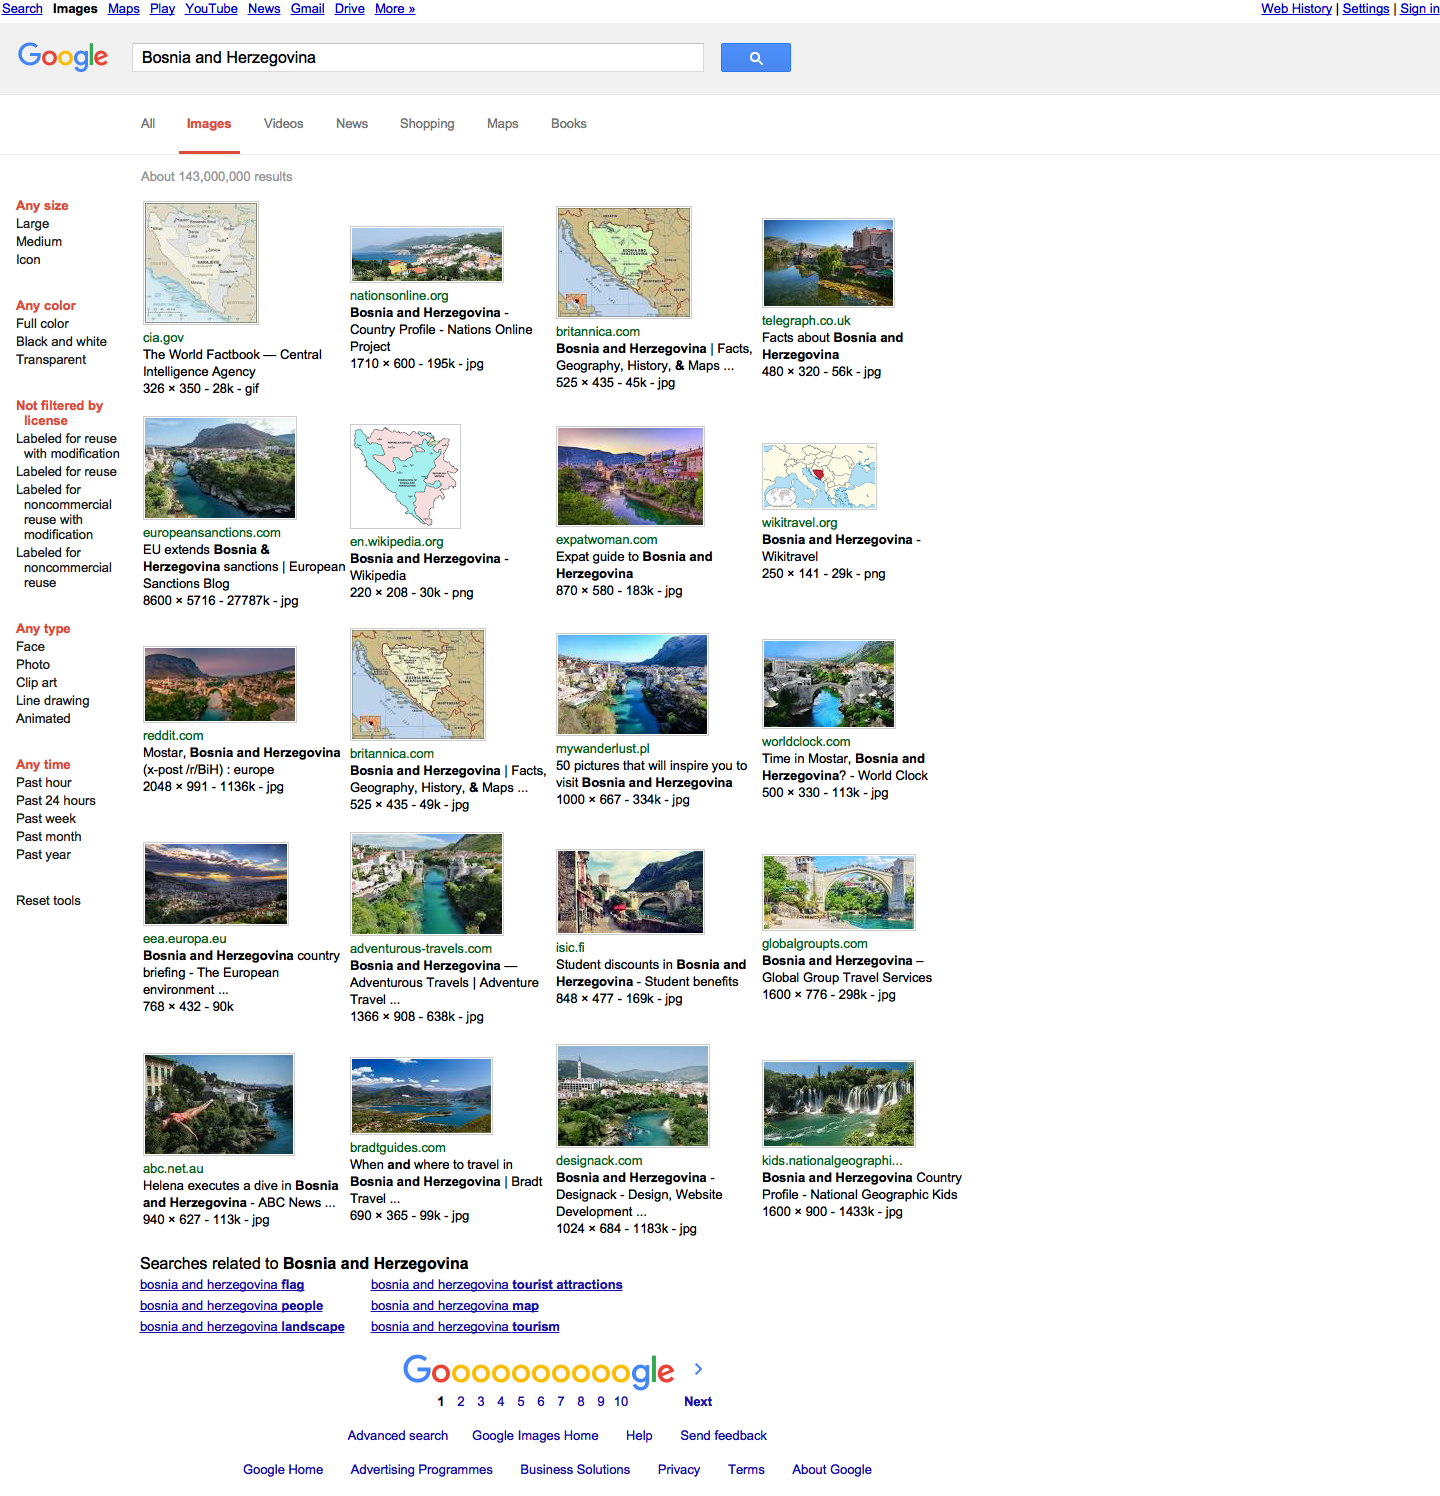 Search Images Maps Play YouTube News Gmail Drive More »
Web History | Settings | Sign in
Google
Bosnia and Herzegovina
All Images Videos News Shopping Maps Books
About 143,000,000 results
Any size
Large
Medium
Icon
Any color
Full color
Black and white
Transparent
Not filtered by
license
Labeled for reuse
with modification
Labeled for reuse
Labeled for
noncommercial
reuse with
modification
Labeled for
noncommercial
reuse
Any type
Face
Photo
Clip art
Line drawing
Animated
Any time
Past hour
Past 24 hours
Past week
Past month
Past year
Reset tools
cia.gov
The World Factbook — Central
Intelligence Agency
326 × 350 - 28k - gif
nationsonline.org
Bosnia and Herzegovina -
Country Profile - Nations Online
Project
1710 × 600 - 195k - jpg
britannica.com
Bosnia and Herzegovina | Facts,
Geography, History, & Maps ...
525 × 435 - 45k - jpg
telegraph.co.uk
Facts about Bosnia and
Herzegovina
480 × 320 - 56k - jpg
europeansanctions.com
EU extends Bosnia &
Herzegovina sanctions | European
Sanctions Blog
8600 × 5716 - 27787k - jpg
en.wikipedia.org
Bosnia and Herzegovina -
Wikipedia
220 × 208 - 30k - png
expatwoman.com
Expat guide to Bosnia and
Herzegovina
870 × 580 - 183k - jpg
wikitravel.org
Bosnia and Herzegovina -
Wikitravel
250 × 141 - 29k - png
reddit.com
Mostar, Bosnia and Herzegovina
(x-post /r/BiH) : europe
2048 × 991 - 1136k - jpg
britannica.com
Bosnia and Herzegovina | Facts,
Geography, History, & Maps ...
525 × 435 - 49k - jpg
mywanderlust.pl
50 pictures that will inspire you to
visit Bosnia and Herzegovina
1000 × 667 - 334k - jpg
worldclock.com
Time in Mostar, Bosnia and
Herzegovina? - World Clock
500 × 330 - 113k - jpg
eea.europa.eu
Bosnia and Herzegovina country
briefing - The European
environment ...
768 × 432 - 90k
adventurous-travels.com
Bosnia and Herzegovina —
Adventurous Travels | Adventure
Travel ...
1366 × 908 - 638k - jpg
isic.fi
Student discounts in Bosnia and
Herzegovina - Student benefits
848 × 477 - 169k - jpg
globalgroupts.com
Bosnia and Herzegovina –
Global Group Travel Services
1600 × 776 - 298k - jpg
abc.net.au
Helena executes a dive in Bosnia
and Herzegovina - ABC News ...
940 × 627 - 113k - jpg
bradtguides.com
When and where to travel in
Bosnia and Herzegovina | Bradt
Travel ...
690 × 365 - 99k - jpg
designack.com
Bosnia and Herzegovina -
Designack - Design, Website
Development ...
1024 × 684 - 1183k - jpg
kids.nationalgeographi...
Bosnia and Herzegovina Country
Profile - National Geographic Kids
1600 × 900 - 1433k - jpg
Searches related to Bosnia and Herzegovina
bosnia and herzegovina flag
bosnia and herzegovina tourist attractions
bosnia and herzegovina people
bosnia and herzegovina map
bosnia and herzegovina landscape
bosnia and herzegovina tourism
Goooooooooogle
1 2 3 4 5 6 7 8 9 10 Next
Advanced search Google Images Home Help Send feedback
Google Home Advertising Programmes Business Solutions Privacy Terms About Google